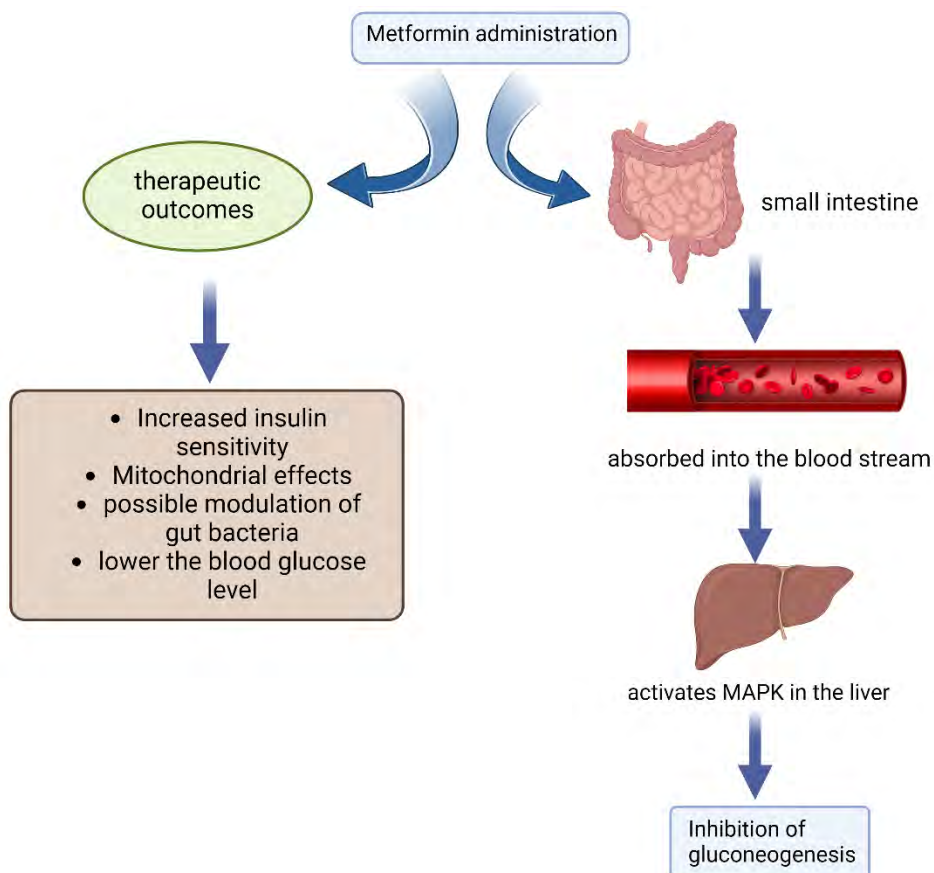 Metformin administration
therapeutic
outcomes
small intestine
• Increased insulin
sensitivity
• Mitochondrial effects
• possible modulation of
gut bacteria
• lower the blood glucose
level
absorbed into the blood stream
activates MAPK in the liver
Inhibition of
gluconeogenesis